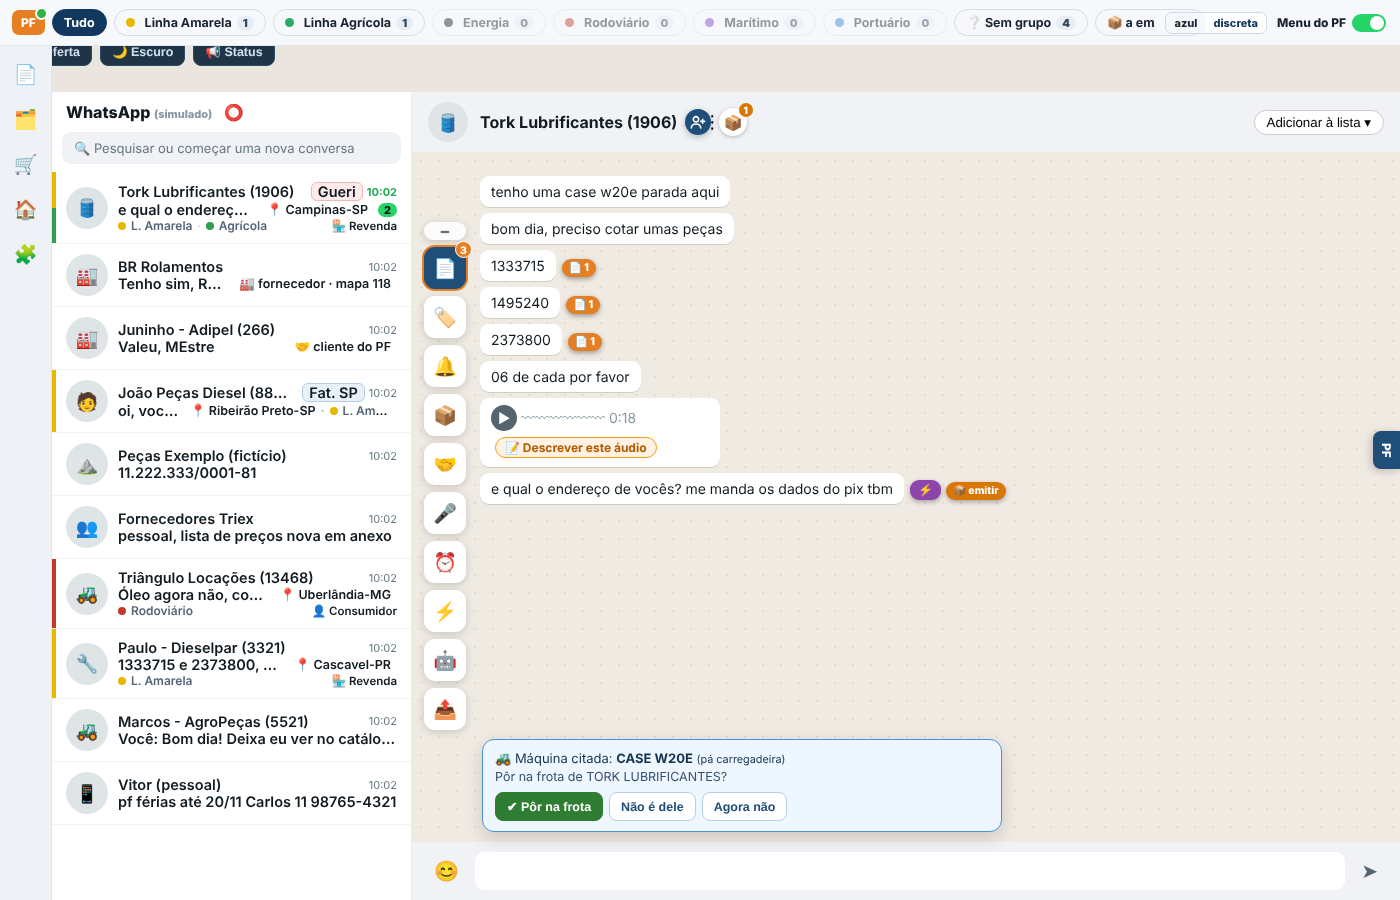 PF
Tudo
Linha Amarela 1
Linha Agrícola 1
Energia 0
Rodoviário 0
Marítimo 0
Portuário 0
Sem grupo 4
a em
azul discreta
Menu do PF
ferta
Escuro
Status
WhatsApp (simulado)
Pesquisar ou começar uma nova conversa
Tork Lubrificantes (1906) Gueri 10:02
e qual o endereç... Campinas-SP 2
L. Amarela · Agrícola Revenda
BR Rolamentos 10:02
Tenho sim, R... fornecedor · mapa 118
Juninho - Adipel (266) 10:02
Valeu, MEstre cliente do PF
João Peças Diesel (88... Fat. SP 10:02
oi, voc... Ribeirão Preto-SP · L. Am...
Peças Exemplo (fictício) 10:02
11.222.333/0001-81
Fornecedores Triex 10:02
pessoal, lista de preços nova em anexo
Triângulo Locações (13468) 10:02
Óleo agora não, co... Uberlândia-MG
Rodoviário Consumidor
Paulo - Dieselpar (3321) 10:02
1333715 e 2373800, ... Cascavel-PR
L. Amarela Revenda
Marcos - AgroPeças (5521) 10:02
Você: Bom dia! Deixa eu ver no catálo...
Vitor (pessoal) 10:02
pf férias até 20/11 Carlos 11 98765-4321
Tork Lubrificantes (1906) 1
Adicionar à lista ▾
tenho uma case w20e parada aqui
bom dia, preciso cotar umas peças
3
1333715 1
1495240 1
2373800 1
06 de cada por favor
0:18
Descrever este áudio
e qual o endereço de vocês? me manda os dados do pix tbm emitir
PF
Máquina citada: CASE W20E (pá carregadeira)
Pôr na frota de TORK LUBRIFICANTES?
✔ Pôr na frota Não é dele Agora não